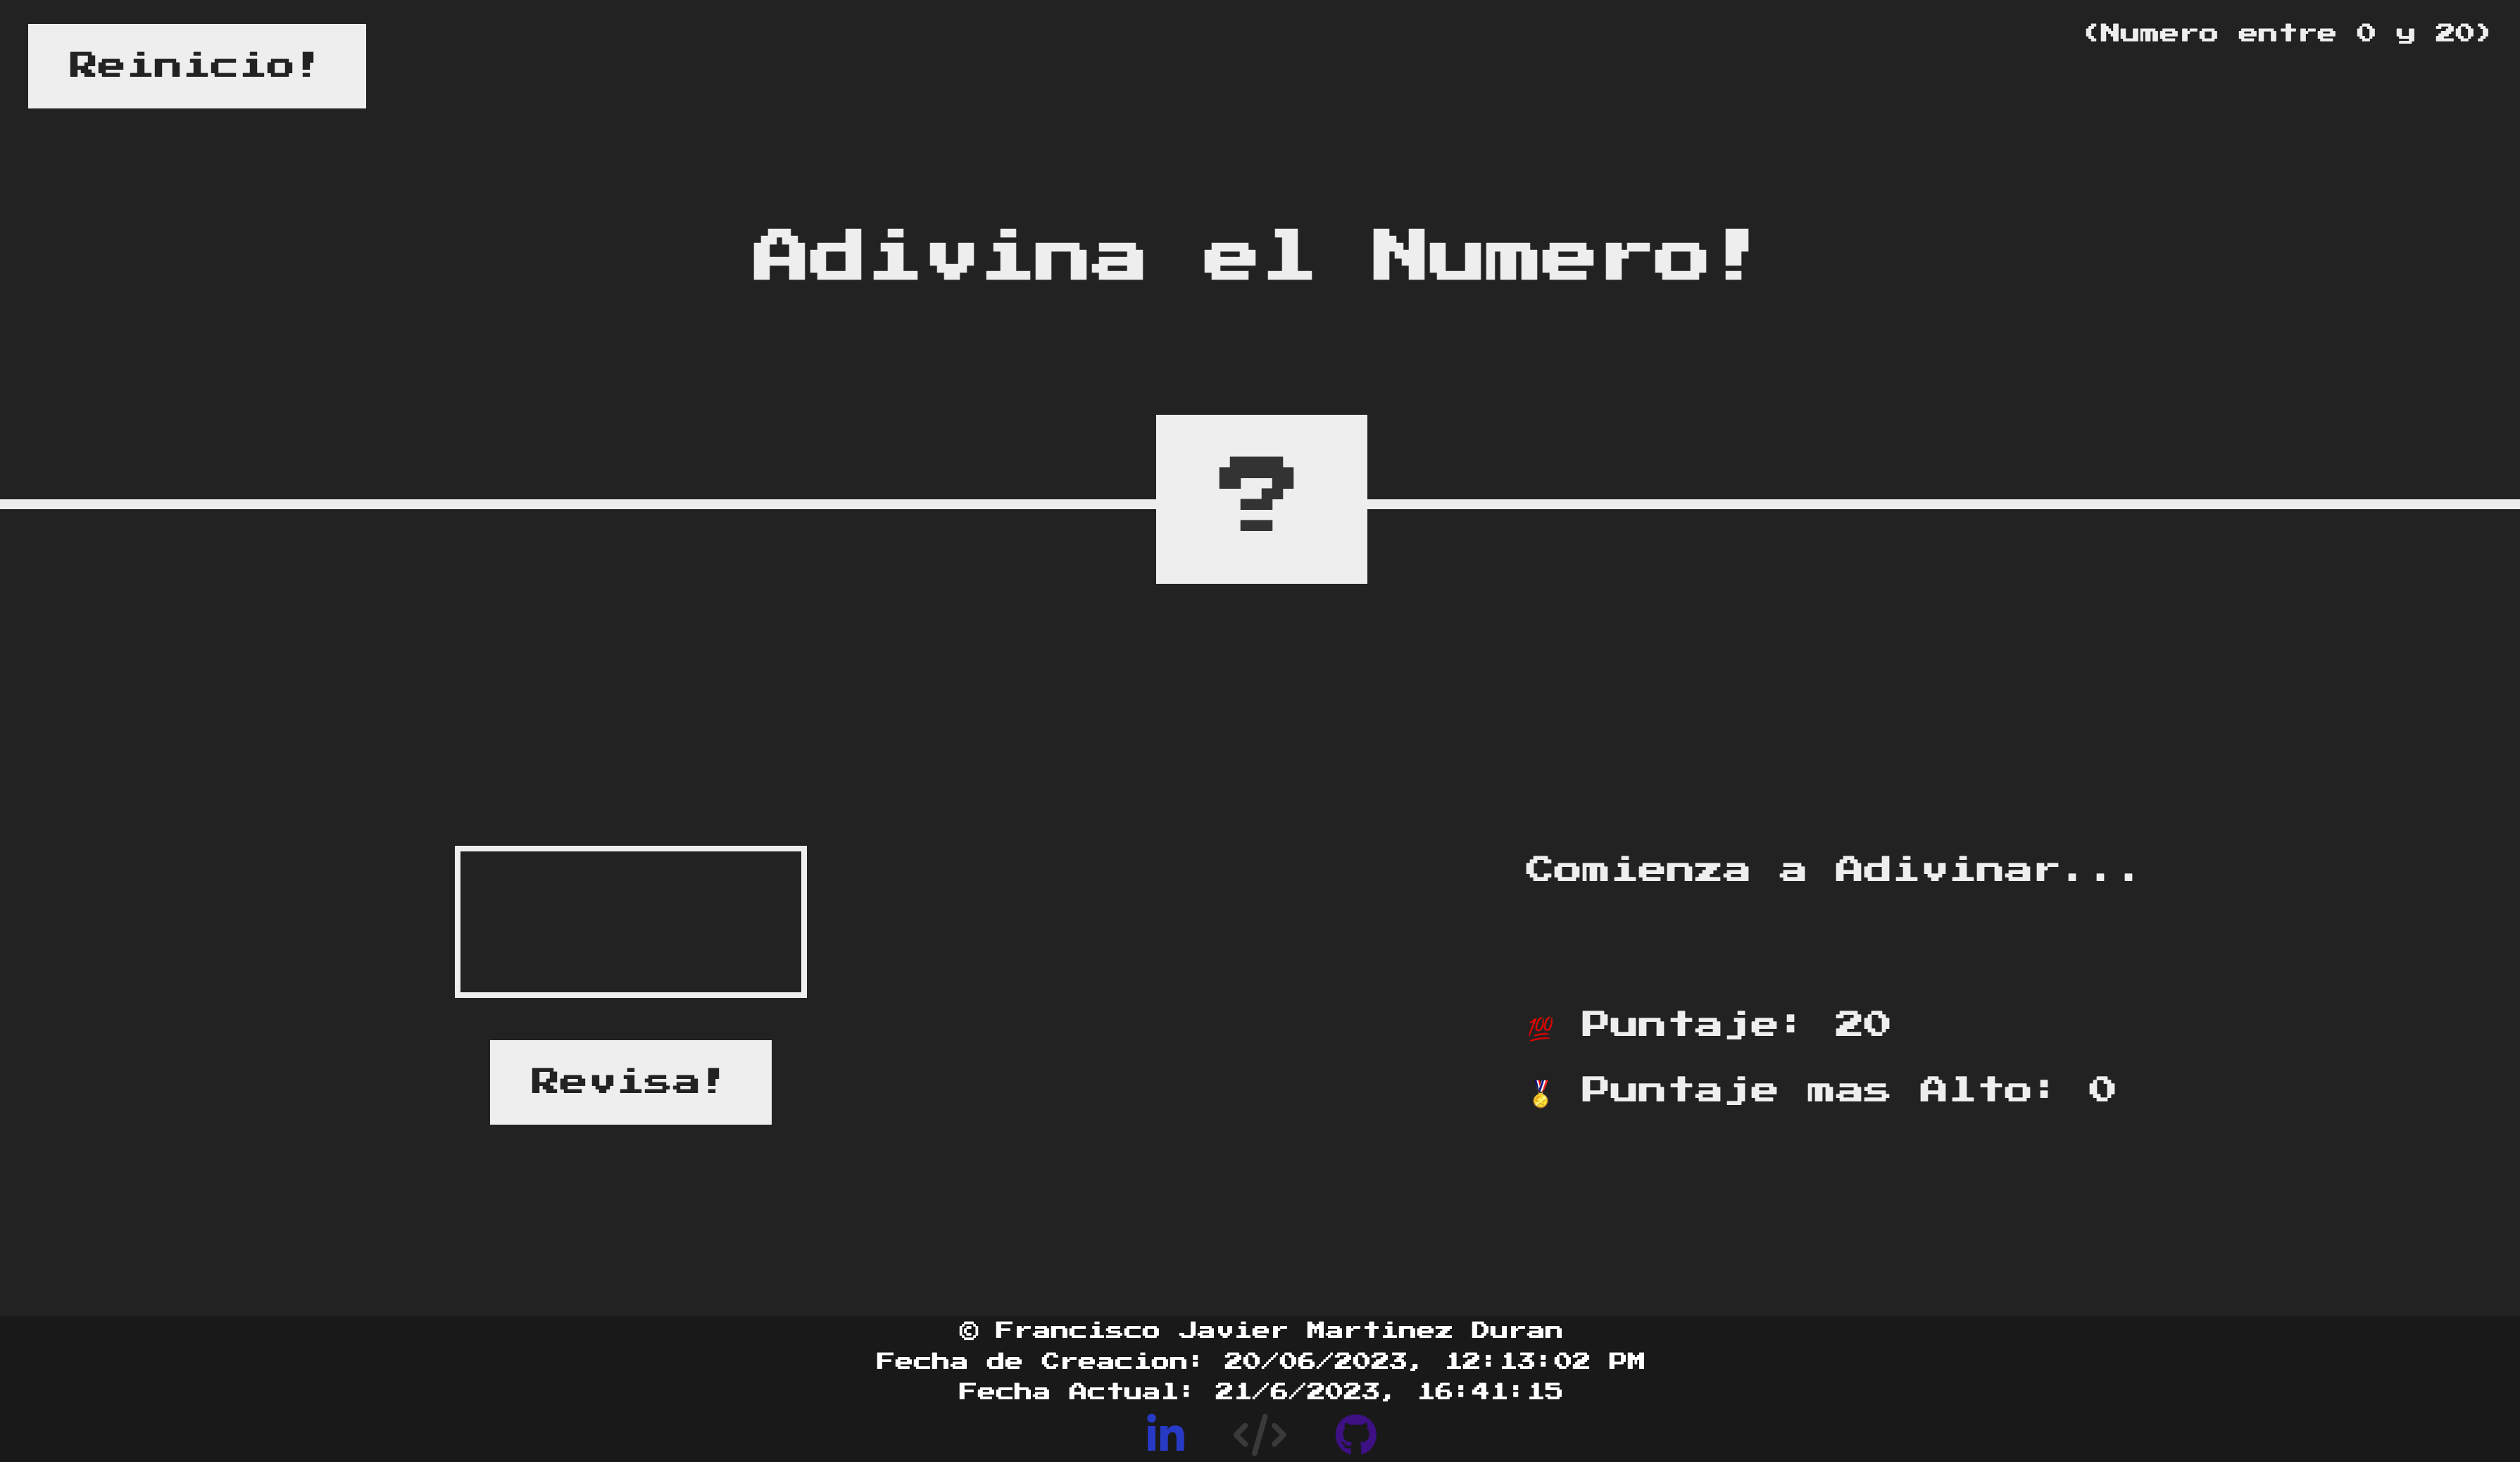 Reinicio!
(Numero entre 0 y 20)
Adivina el Numero!
?
Comienza a Adivinar...
💯 Puntaje: 20
Revisa!
🏅 Puntaje mas Alto: 0
© Francisco Javier Martinez Duran
Fecha de Creacion: 20/06/2023, 12:13:02 PM
Fecha Actual: 21/6/2023, 16:41:15
in </>